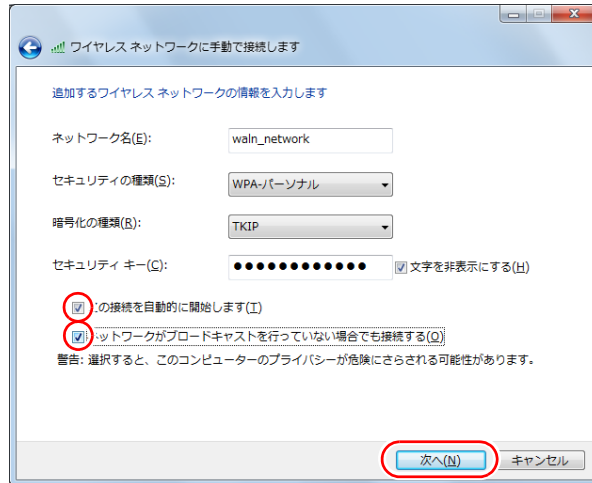 ワイヤレス ネットワークに手動で接続します
追加するワイヤレス ネットワークの情報を入力します
ネットワーク名(E): waln_network
セキュリティの種類(S): WPA-パーソナル
暗号化の種類(R): TKIP
セキュリティ キー(C): ●●●●●●●●●●●● 文字を非表示にする(H)
この接続を自動的に開始します(T)
ネットワークがブロードキャストを行っていない場合でも接続する(O)
警告: 選択すると、このコンピューターのプライバシーが危険にさらされる可能性があります。
次へ(N) キャンセル